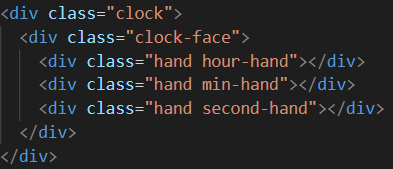 <div class="clock">
<div class="clock-face">
<div class="hand hour-hand"></div>
<div class="hand min-hand"></div>
<div class="hand second-hand"></div>
</div>
</div>